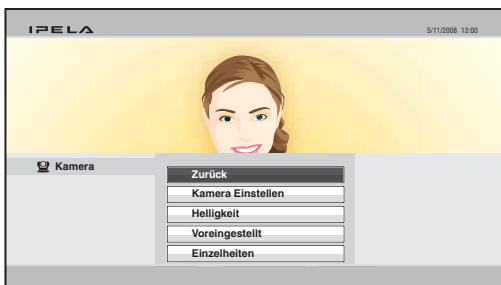 IPELA
5/11/2008 13:00
Kamera
Zurück
Kamera Einstellen
Helligkeit
Voreingestellt
Einzelheiten